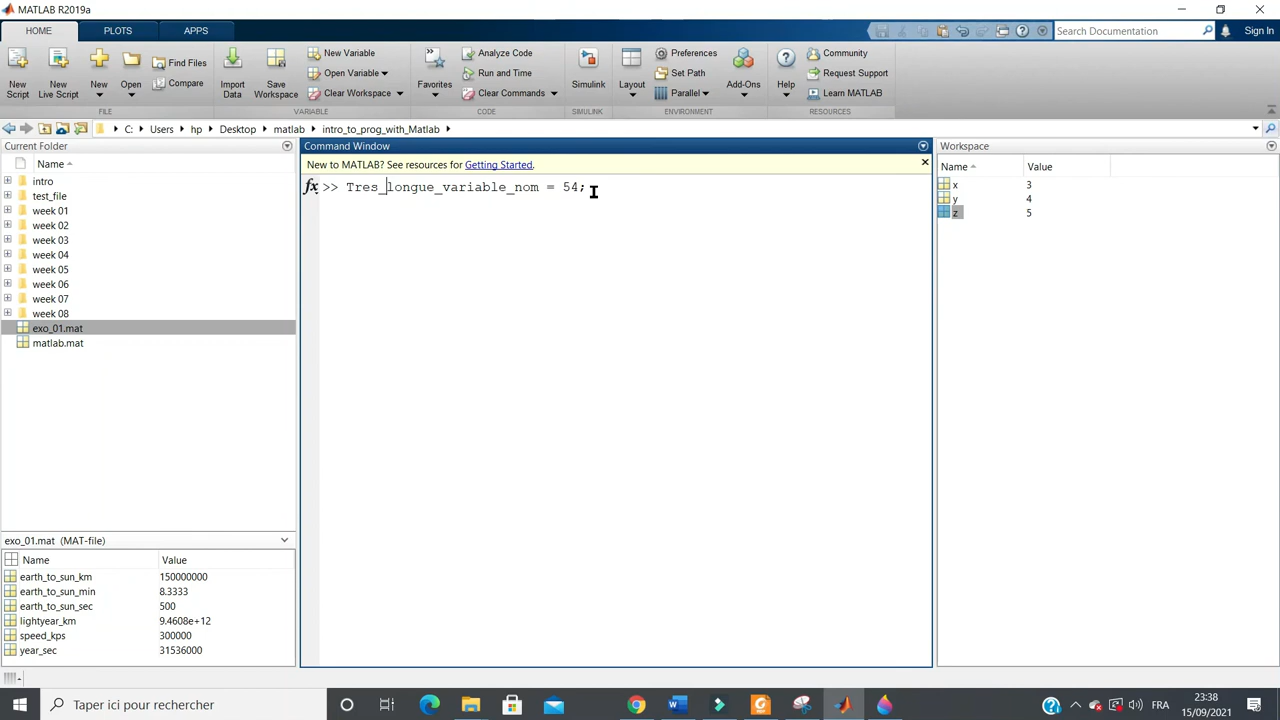 MATLAB R2019a
HOME
PLOTS
APPS
Search Documentation
Sign In
New Script
New Live Script
New
Open
Find Files
Compare
Import Data
Save Workspace
New Variable
Open Variable
Clear Workspace
Favorites
Analyze Code
Run and Time
Clear Commands
Simulink
Layout
Preferences
Set Path
Parallel
Add-Ons
Help
Community
Request Support
Learn MATLAB
FILE
VARIABLE
CODE
SIMULINK
ENVIRONMENT
RESOURCES
C: Users hp Desktop matlab intro_to_prog_with_Matlab
Current Folder
Name
intro
test_file
week 01
week 02
week 03
week 04
week 05
week 06
week 07
week 08
exo_01.mat
matlab.mat
exo_01.mat (MAT-file)
Name Value
earth_to_sun_km 150000000
earth_to_sun_min 8.3333
earth_to_sun_sec 500
lightyear_km 9.4608e+12
speed_kps 300000
year_sec 31536000
Command Window
New to MATLAB? See resources for Getting Started.
fx >> Tres_longue_variable_nom = 54;
Workspace
Name Value
x 3
y 4
z 5
Taper ici pour rechercher
FRA
23:38
15/09/2021